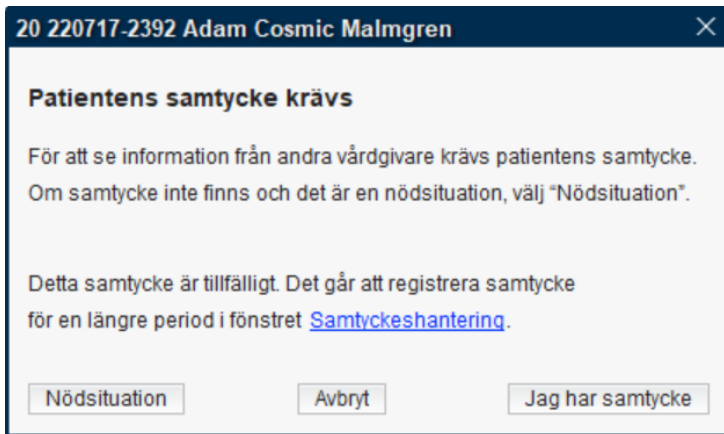 20 220717-2392 Adam Cosmic Malmgren
Patientens samtycke krävs
För att se information från andra vårdgivare krävs patientens samtycke.
Om samtycke inte finns och det är en nödsituation, välj “Nödsituation”.
Detta samtycke är tillfälligt. Det går att registrera samtycke
för en längre period i fönstret Samtyckeshantering.
Nödsituation Avbryt Jag har samtycke